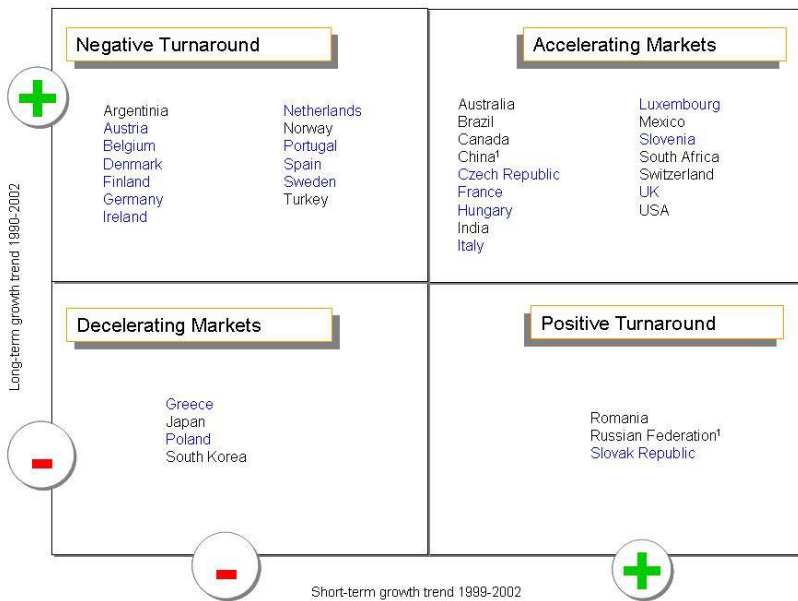 Negative Turnaround
Argentinia
Austria
Belgium
Denmark
Finland
Germany
Ireland
Netherlands
Norway
Portugal
Spain
Sweden
Turkey
Accelerating Markets
Australia
Brazil
Canada
China¹
Czech Republic
France
Hungary
India
Italy
Luxembourg
Mexico
Slovenia
South Africa
Switzerland
UK
USA
Long-term growth trend 1990-2002
Decelerating Markets
Greece
Japan
Poland
South Korea
Positive Turnaround
Romania
Russian Federation¹
Slovak Republic
Short-term growth trend 1999-2002